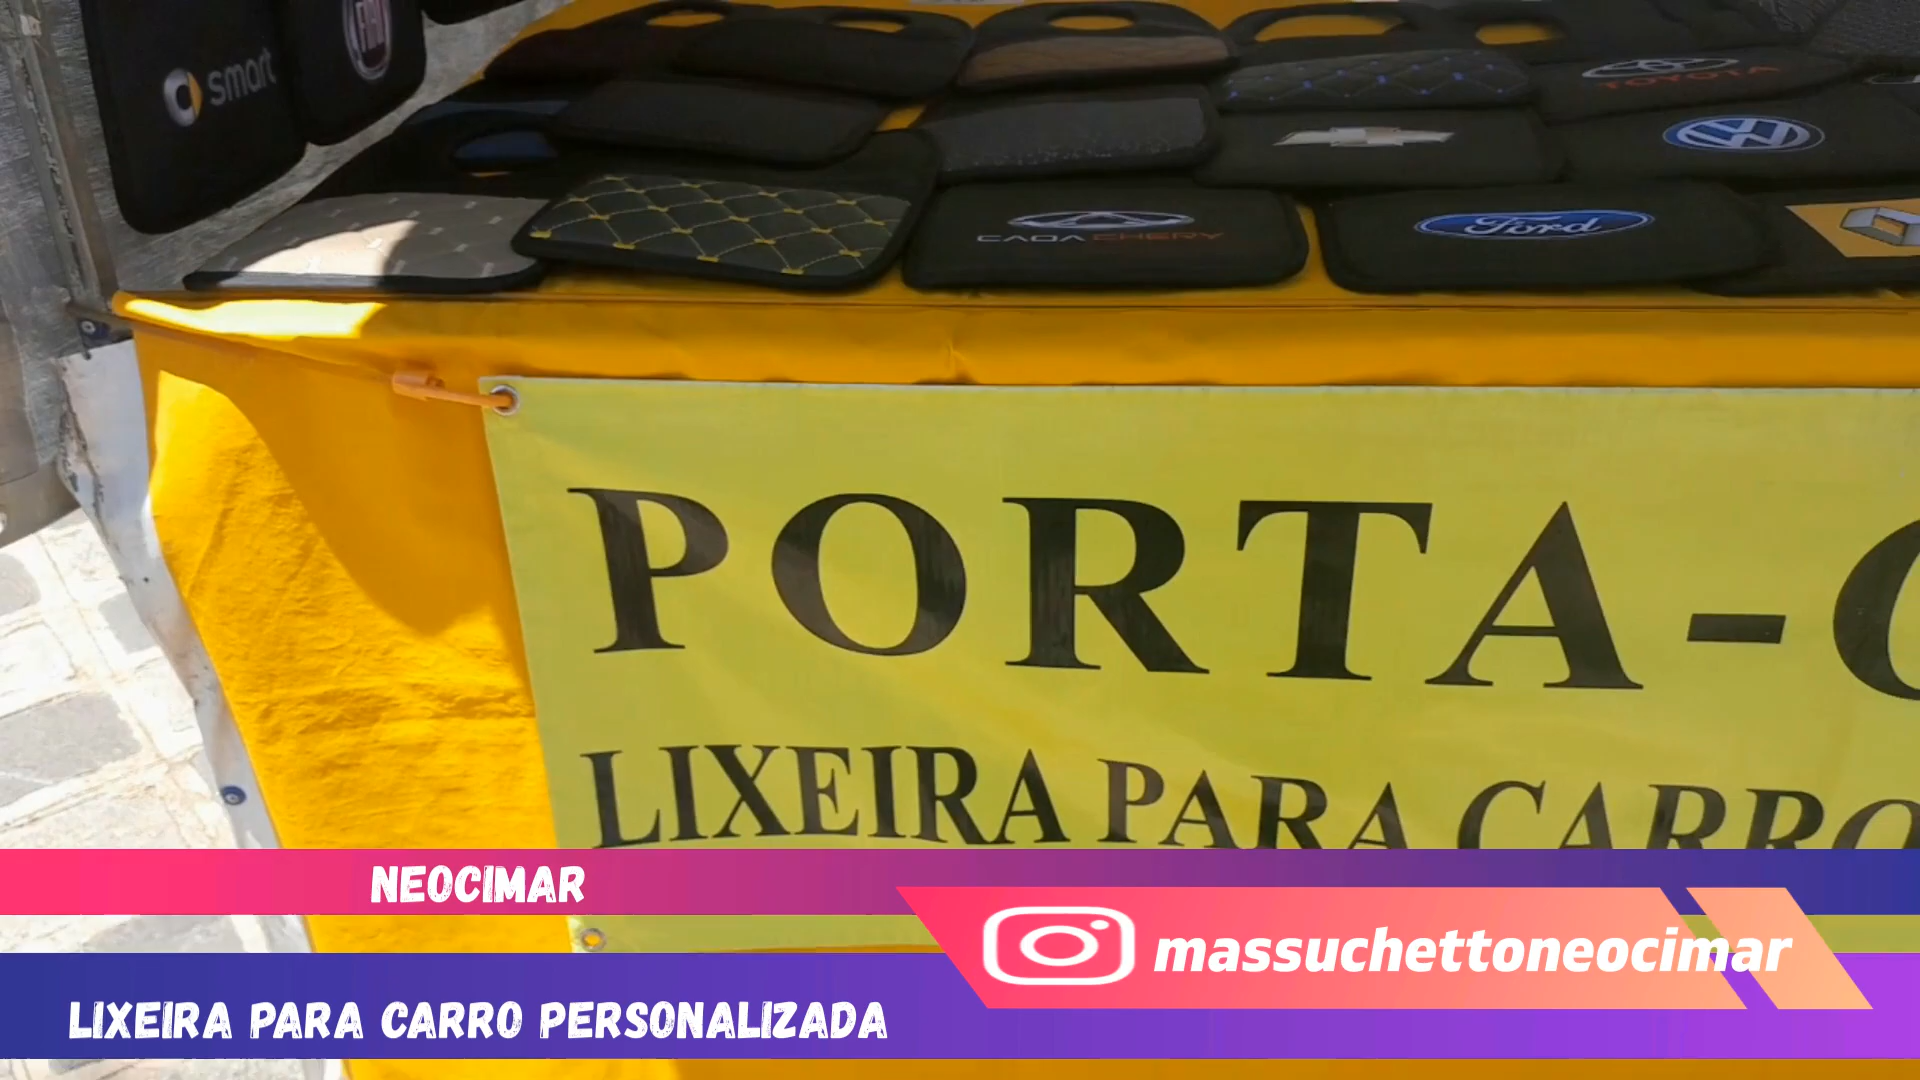 smart
FIAT
TOYOTA
CAOA CHERY
Ford
PORTA-
LIXEIRA PARA CARRO
NEOCIMAR
massuchettoneocimar
LIXEIRA PARA CARRO PERSONALIZADA